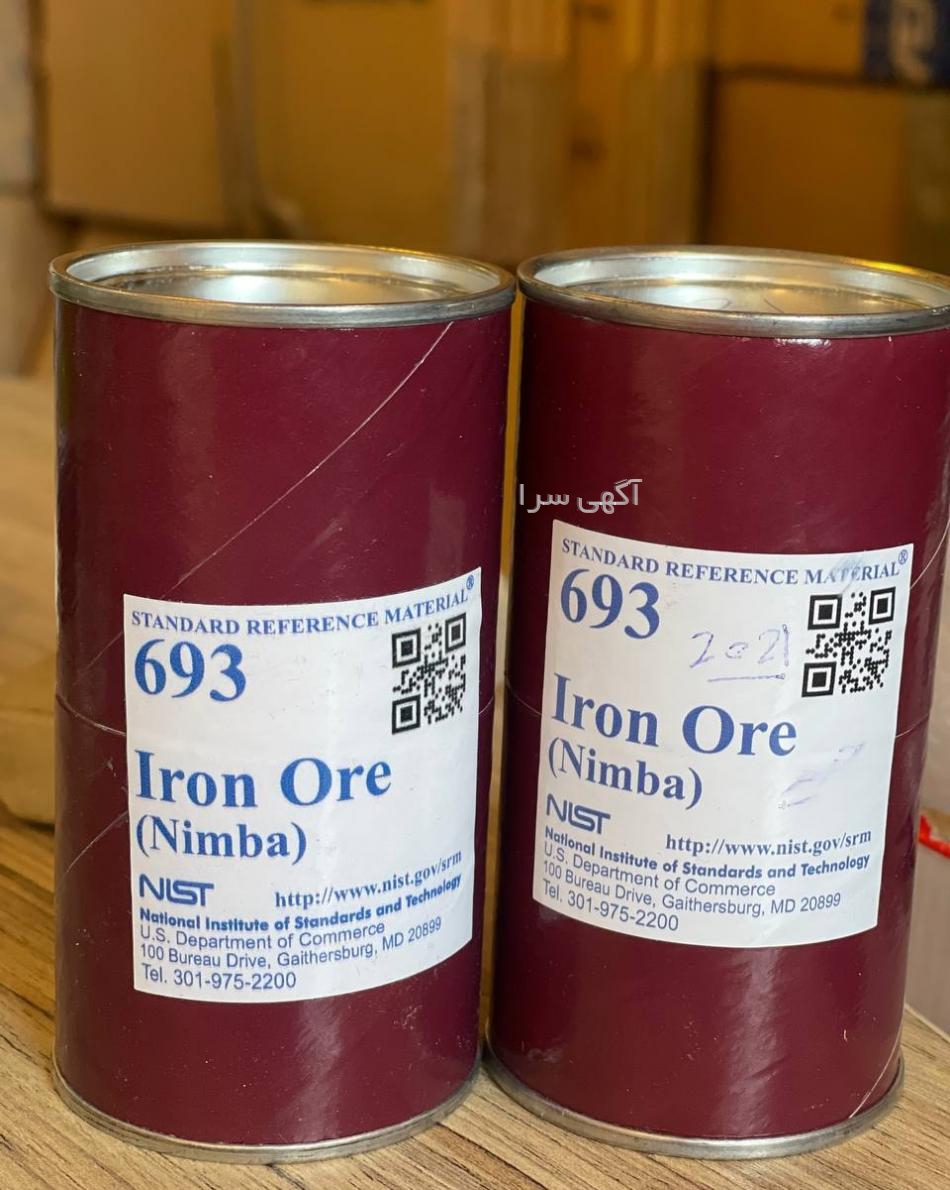 STANDARD REFERENCE MATERIAL®
693
Iron Ore
(Nimba)
NIST
http://www.nist.gov/srm
National Institute of Standards and Technology
U.S. Department of Commerce
100 Bureau Drive, Gaithersburg, MD 20899
Tel. 301-975-2200
آگهی سرا
STANDARD REFERENCE MATERIAL®
693
2021
Iron Ore
(Nimba)
NIST
http://www.nist.gov/srm
National Institute of Standards and Technology
U.S. Department of Commerce
100 Bureau Drive, Gaithersburg, MD 20899
Tel. 301-975-2200